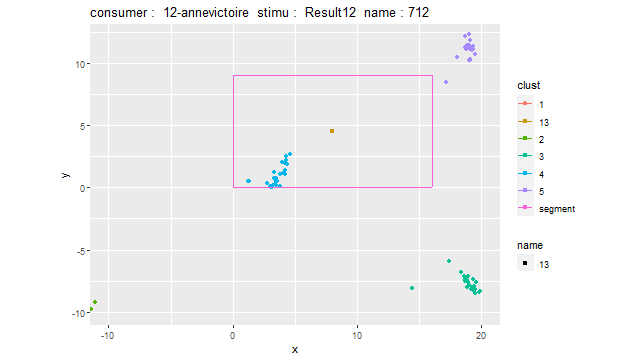 consumer :  12-annevictoire  stimu :  Result12  name : 712
y
10
5
0
-5
-10
-10
0
10
20
x
clust
1
13
2
3
4
5
segment
name
13